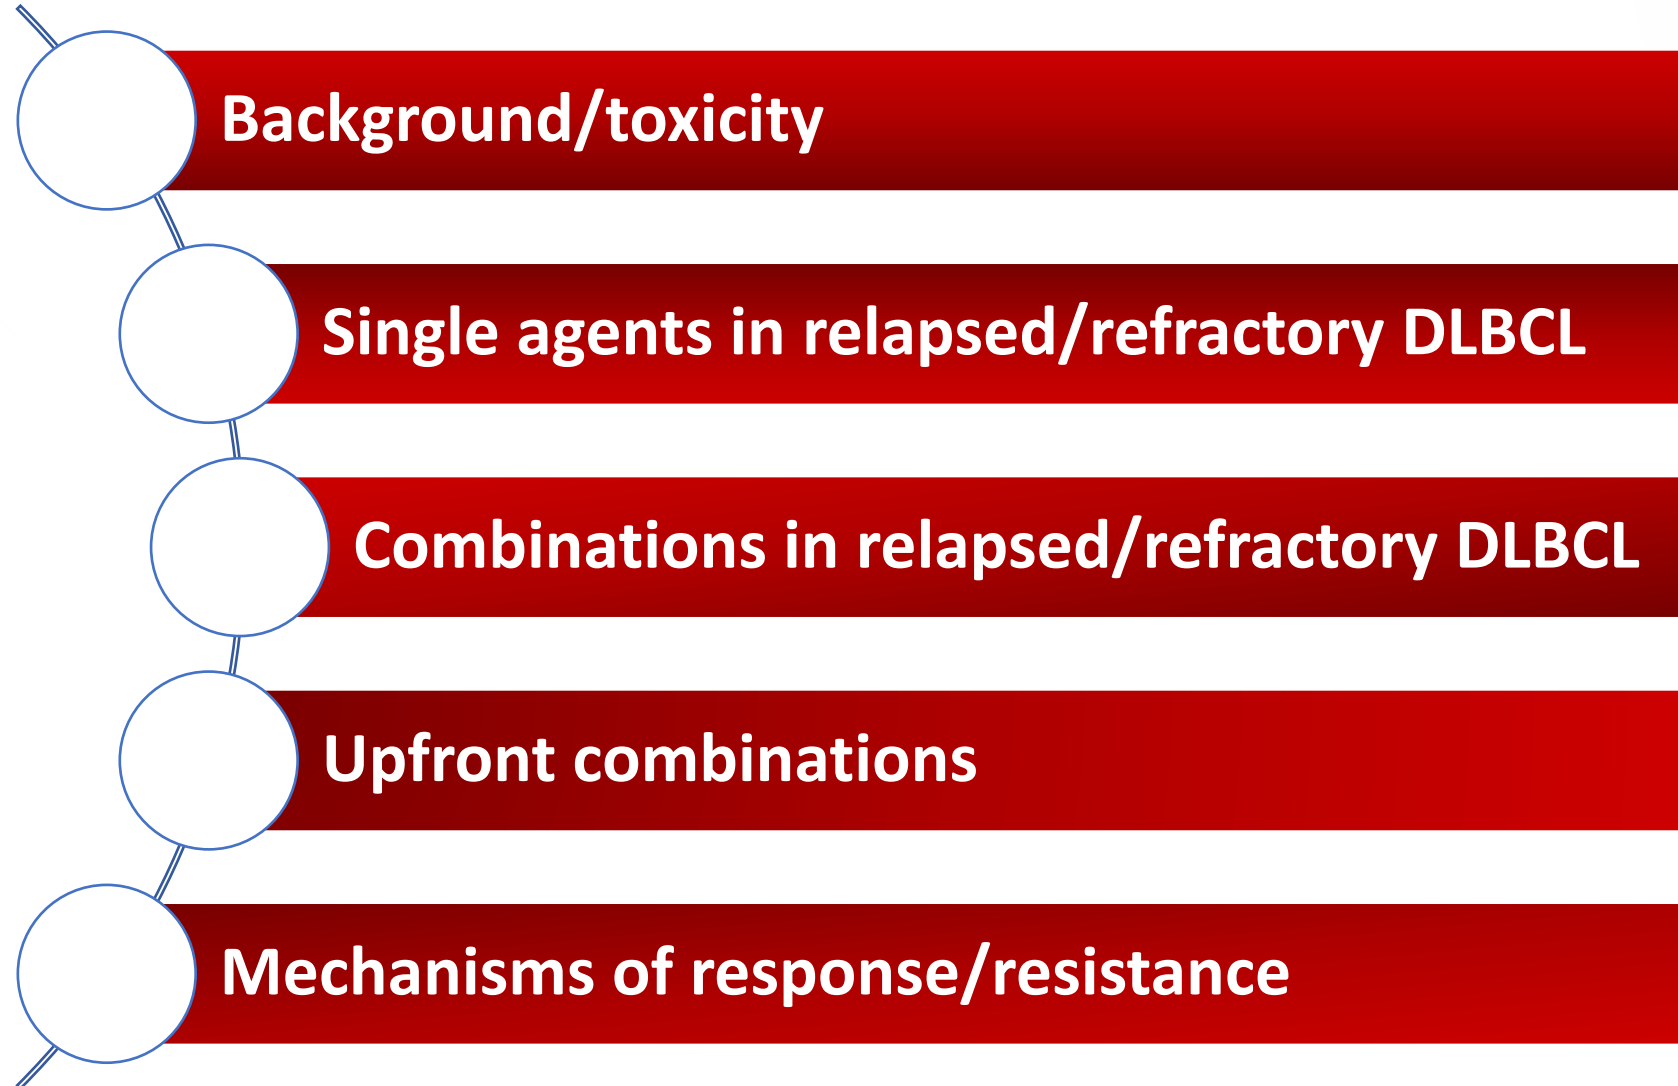 Background/toxicity
Single agents in relapsed/refractory DLBCL
Combinations in relapsed/refractory DLBCL
Upfront combinations
Mechanisms of response/resistance